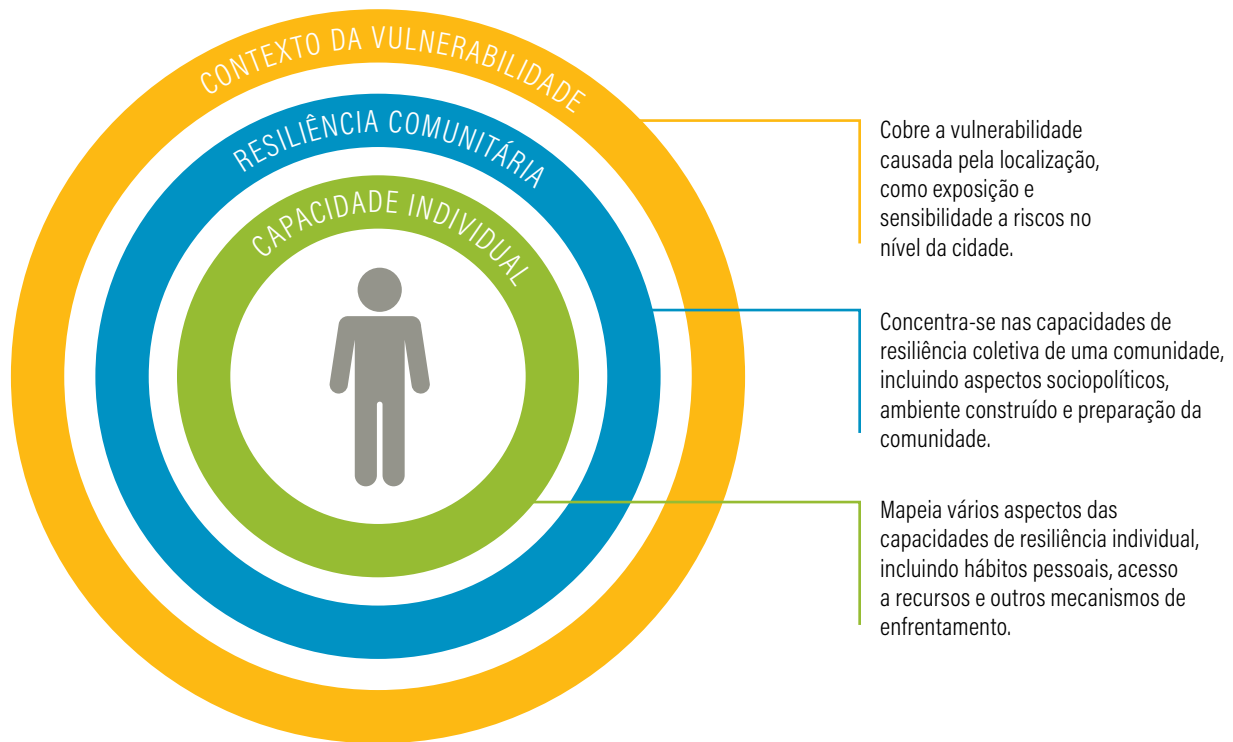 CONTEXTO DA VULNERABILIDADE
RESILIÊNCIA COMUNITÁRIA
CAPACIDADE INDIVIDUAL
Cobre a vulnerabilidade
causada pela localização,
como exposição e
sensibilidade a riscos no
nível da cidade.
Concentra-se nas capacidades de
resiliência coletiva de uma comunidade,
incluindo aspectos sociopolíticos,
ambiente construído e preparação da
comunidade.
Mapeia vários aspectos das
capacidades de resiliência individual,
incluindo hábitos pessoais, acesso
a recursos e outros mecanismos de
enfrentamento.